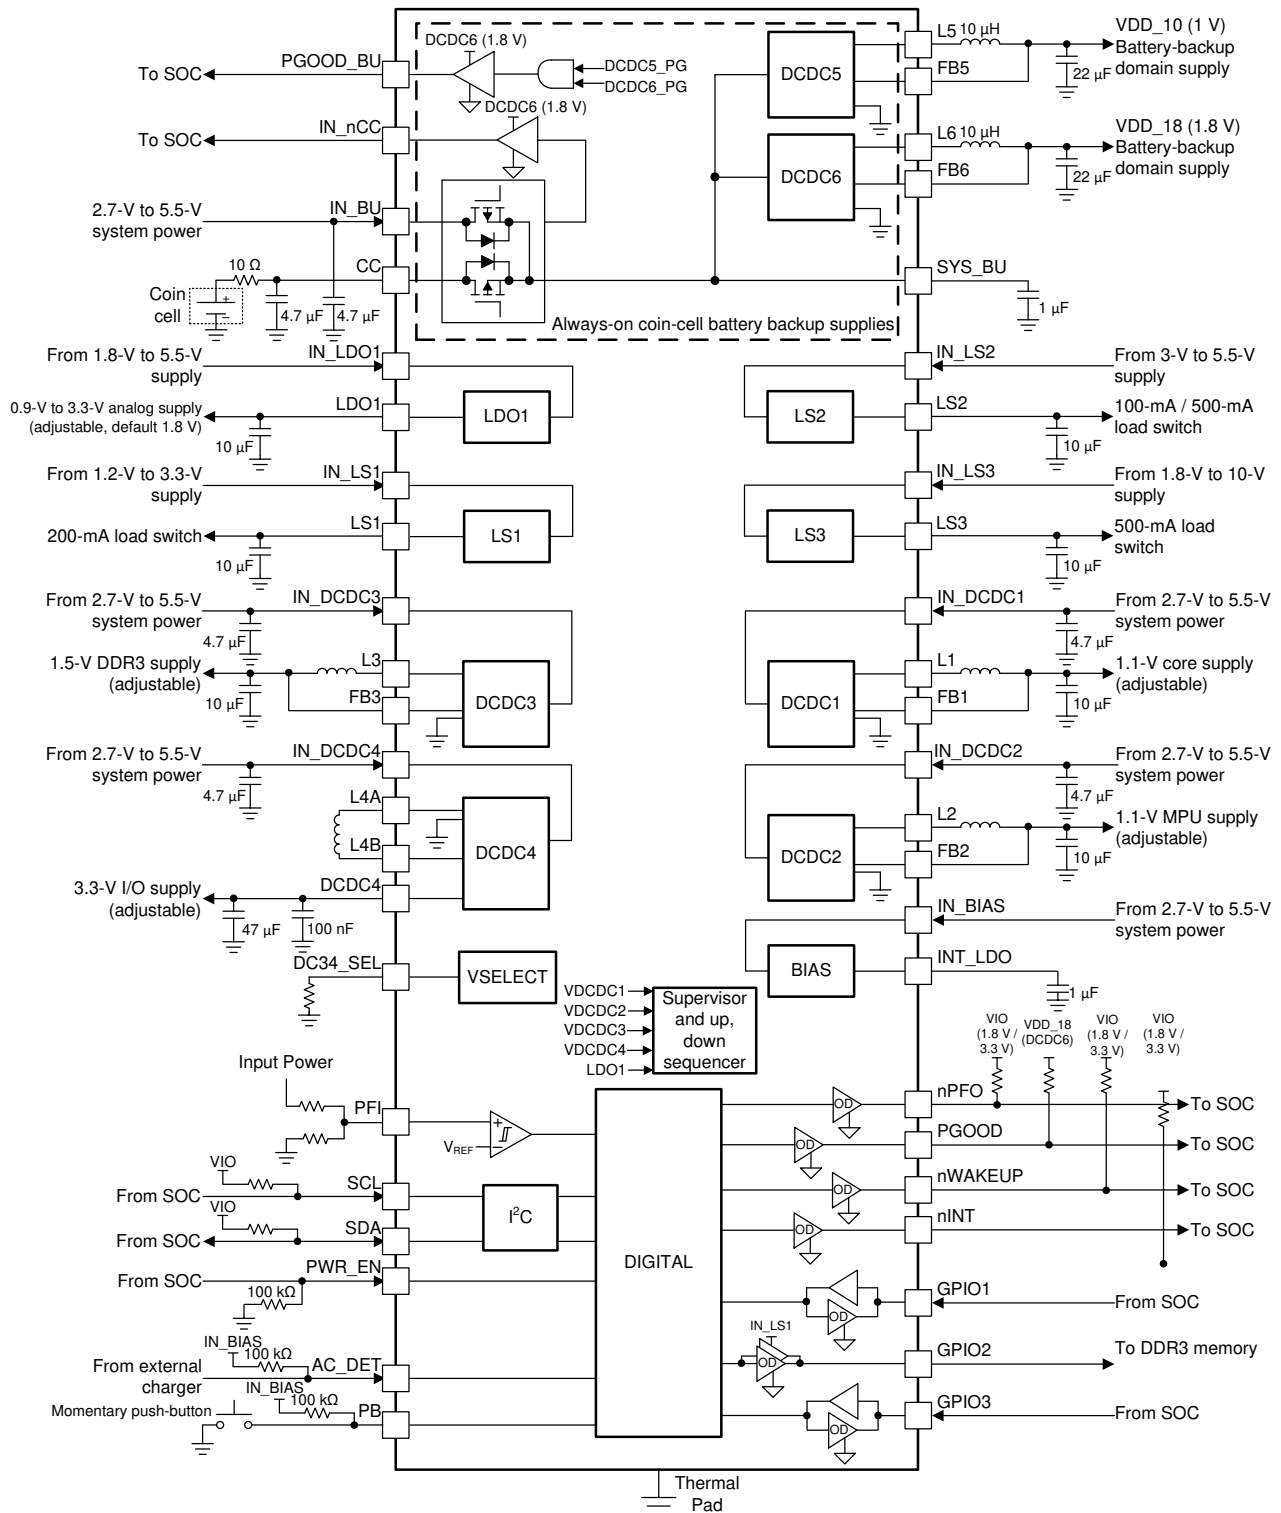 DCDC6 (1.8 V)
PGOOD_BU
To SOC
DCDC5_PG
DCDC6_PG
DCDC6 (1.8 V)
IN_nCC
To SOC
2.7-V to 5.5-V
system power
IN_BU
10 Ω
CC
Coin
cell
+
–
4.7 µF
4.7 µF
DCDC5
L5
10 µH
FB5
22 µF
VDD_10 (1 V)
Battery-backup
domain supply
DCDC6
L6
10 µH
FB6
22 µF
VDD_18 (1.8 V)
Battery-backup
domain supply
SYS_BU
1 µF
Always-on coin-cell battery backup supplies
From 1.8-V to 5.5-V
supply
IN_LDO1
0.9-V to 3.3-V analog supply
(adjustable, default 1.8 V)
LDO1
10 µF
LDO1
IN_LS2
From 3-V to 5.5-V
supply
LS2
LS2
100-mA / 500-mA
load switch
10 µF
From 1.2-V to 3.3-V
supply
IN_LS1
200-mA load switch
LS1
10 µF
LS1
IN_LS3
From 1.8-V to 10-V
supply
LS3
LS3
500-mA load
switch
10 µF
From 2.7-V to 5.5-V
system power
IN_DCDC3
4.7 µF
1.5-V DDR3 supply
(adjustable)
L3
10 µF
FB3
DCDC3
IN_DCDC1
From 2.7-V to 5.5-V
system power
4.7 µF
DCDC1
L1
FB1
1.1-V core supply
(adjustable)
10 µF
From 2.7-V to 5.5-V
system power
IN_DCDC4
4.7 µF
L4A
L4B
DCDC4
3.3-V I/O supply
(adjustable)
DCDC4
47 µF
100 nF
IN_DCDC2
From 2.7-V to 5.5-V
system power
4.7 µF
DCDC2
L2
FB2
1.1-V MPU supply
(adjustable)
10 µF
IN_BIAS
From 2.7-V to 5.5-V
system power
BIAS
INT_LDO
1 µF
DC34_SEL
VSELECT
VDCDC1
VDCDC2
VDCDC3
VDCDC4
LDO1
Supervisor
and up,
down
sequencer
VIO
(1.8 V /
3.3 V)
VDD_18
(DCDC6)
VIO
(1.8 V /
3.3 V)
VIO
(1.8 V /
3.3 V)
Input Power
PFI
+
–
VREF
VIO
From SOC
SCL
VIO
From SOC
SDA
I²C
From SOC
PWR_EN
100 kΩ
IN_BIAS
100 kΩ
From external
charger
AC_DET
IN_BIAS
100 kΩ
Momentary push-button
PB
DIGITAL
OD
nPFO
To SOC
OD
PGOOD
To SOC
OD
nWAKEUP
To SOC
OD
nINT
To SOC
OD
GPIO1
From SOC
IN_LS1
OD
GPIO2
To DDR3 memory
OD
GPIO3
From SOC
Thermal
Pad